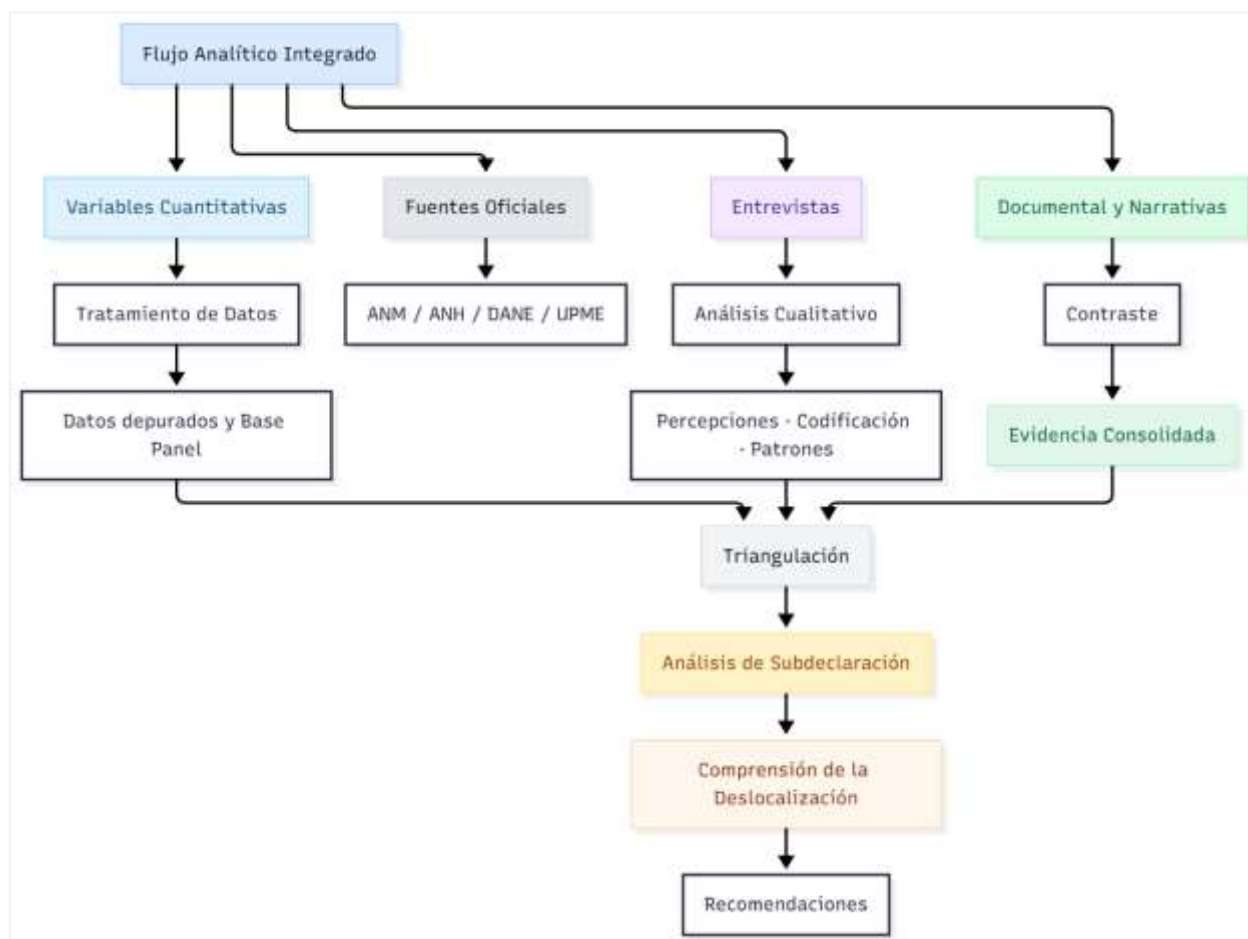 Flujo Analítico Integrado
Variables Cuantitativas
Fuentes Oficiales
Entrevistas
Documental y Narrativas
Tratamiento de Datos
ANM / ANH / DANE / UPME
Análisis Cualitativo
Contraste
Datos depurados y Base
Panel
Percepciones - Codificación
- Patrones
Evidencia Consolidada
Triangulación
Análisis de Subdeclaración
Comprensión de la
Deslocalización
Recomendaciones